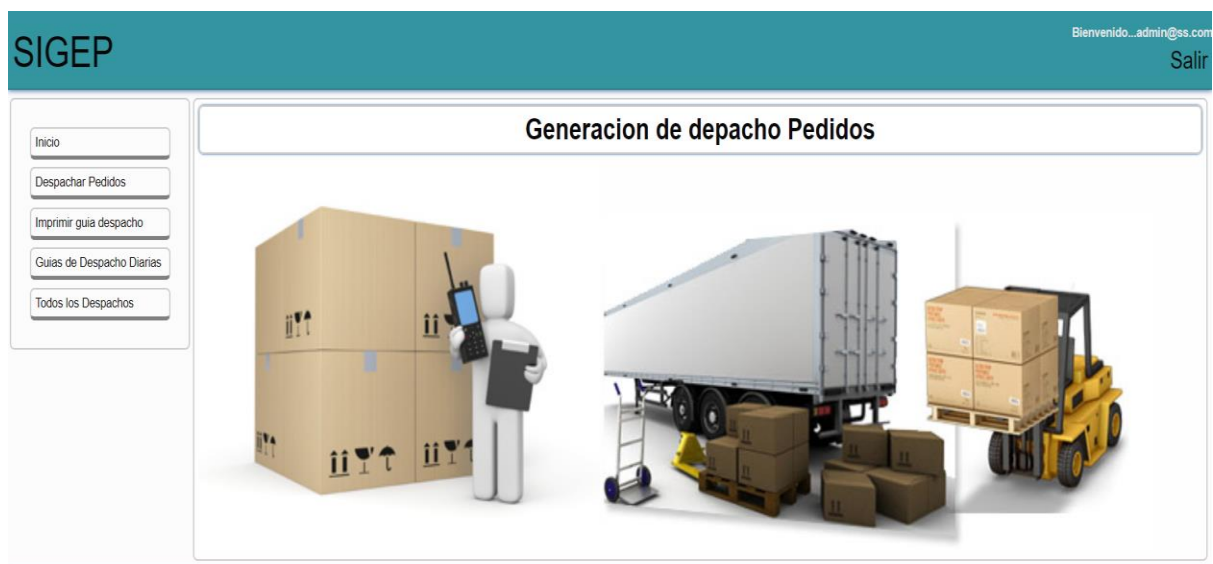 SIGEP
Bienvenido...admin@ss.com
Salir
Inicio
Despachar Pedidos
Imprimir guia despacho
Guias de Despacho Diarias
Todos los Despachos
Generacion de depacho Pedidos